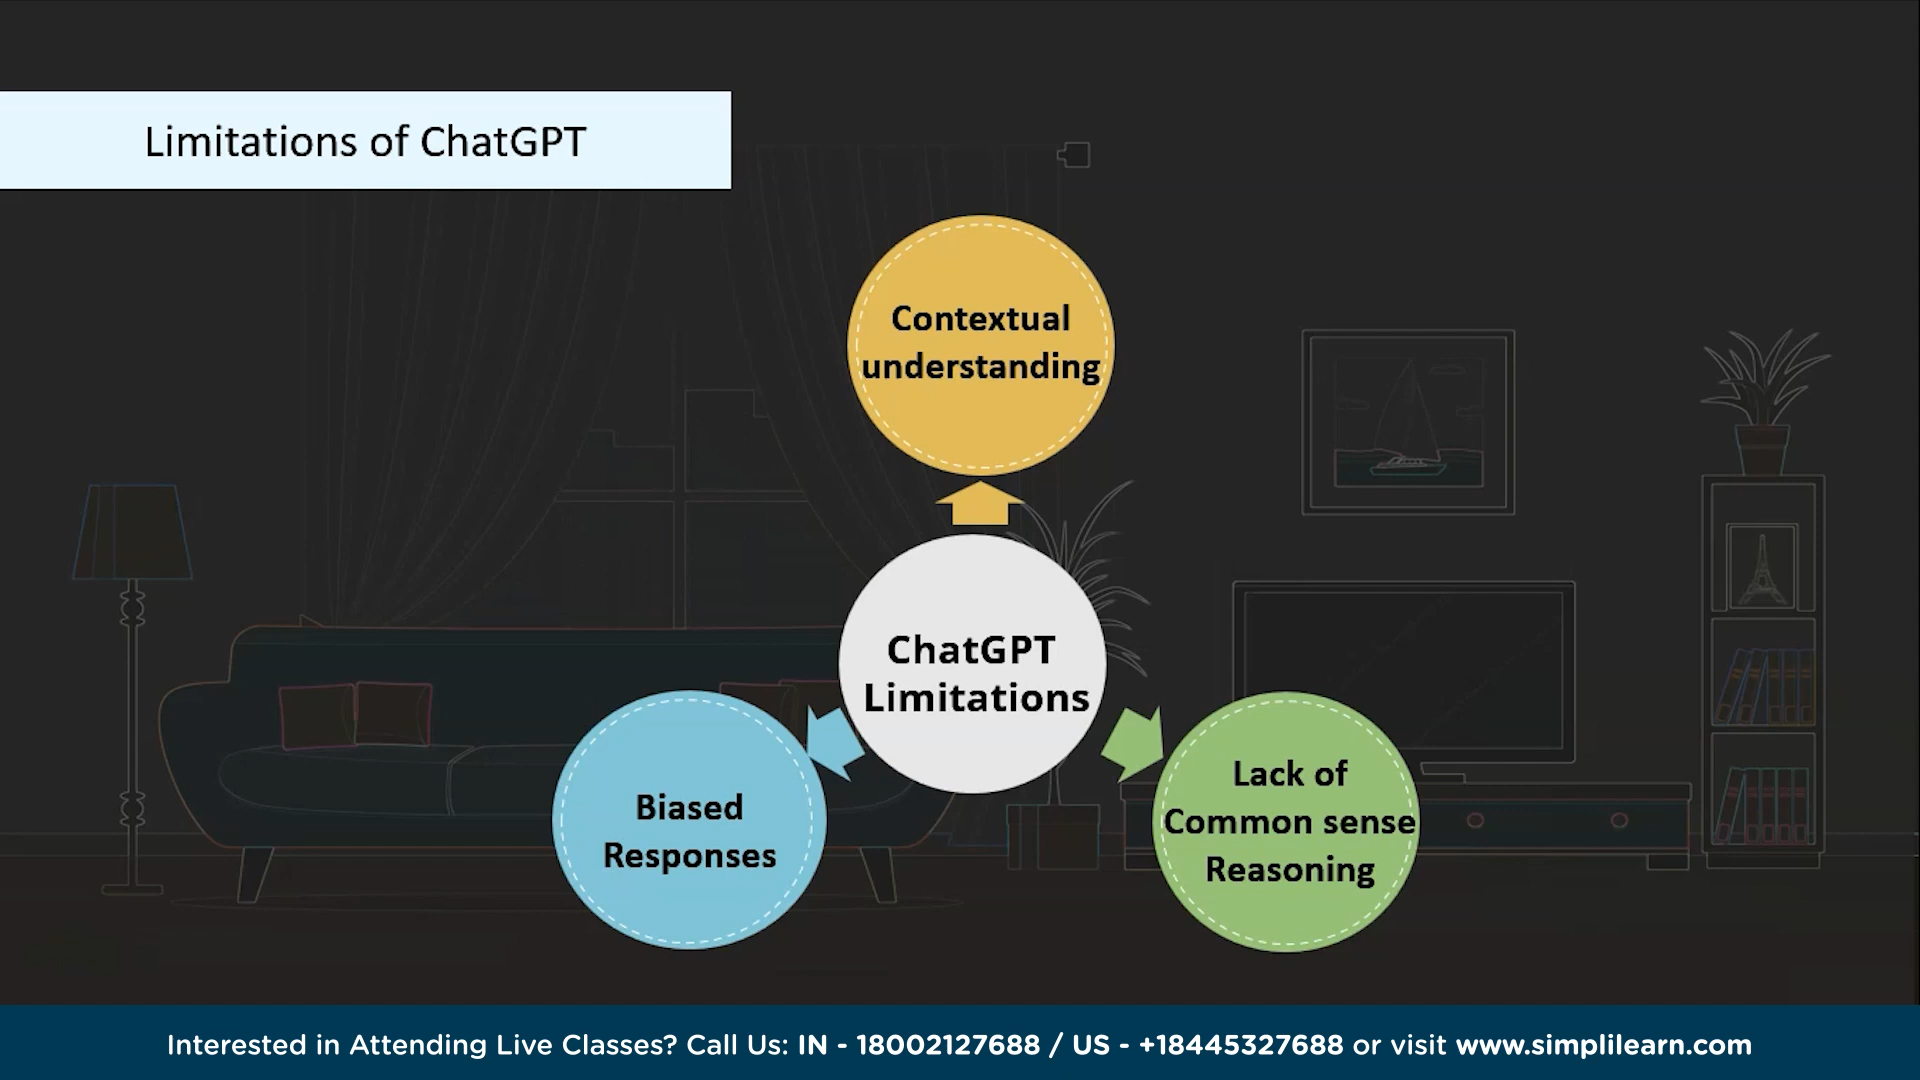 Limitations of ChatGPT
Contextual
understanding
ChatGPT
Limitations
Biased
Responses
Lack of
Common sense
Reasoning
Interested in Attending Live Classes? Call Us: IN - 18002127688 / US - +18445327688 or visit www.simplilearn.com